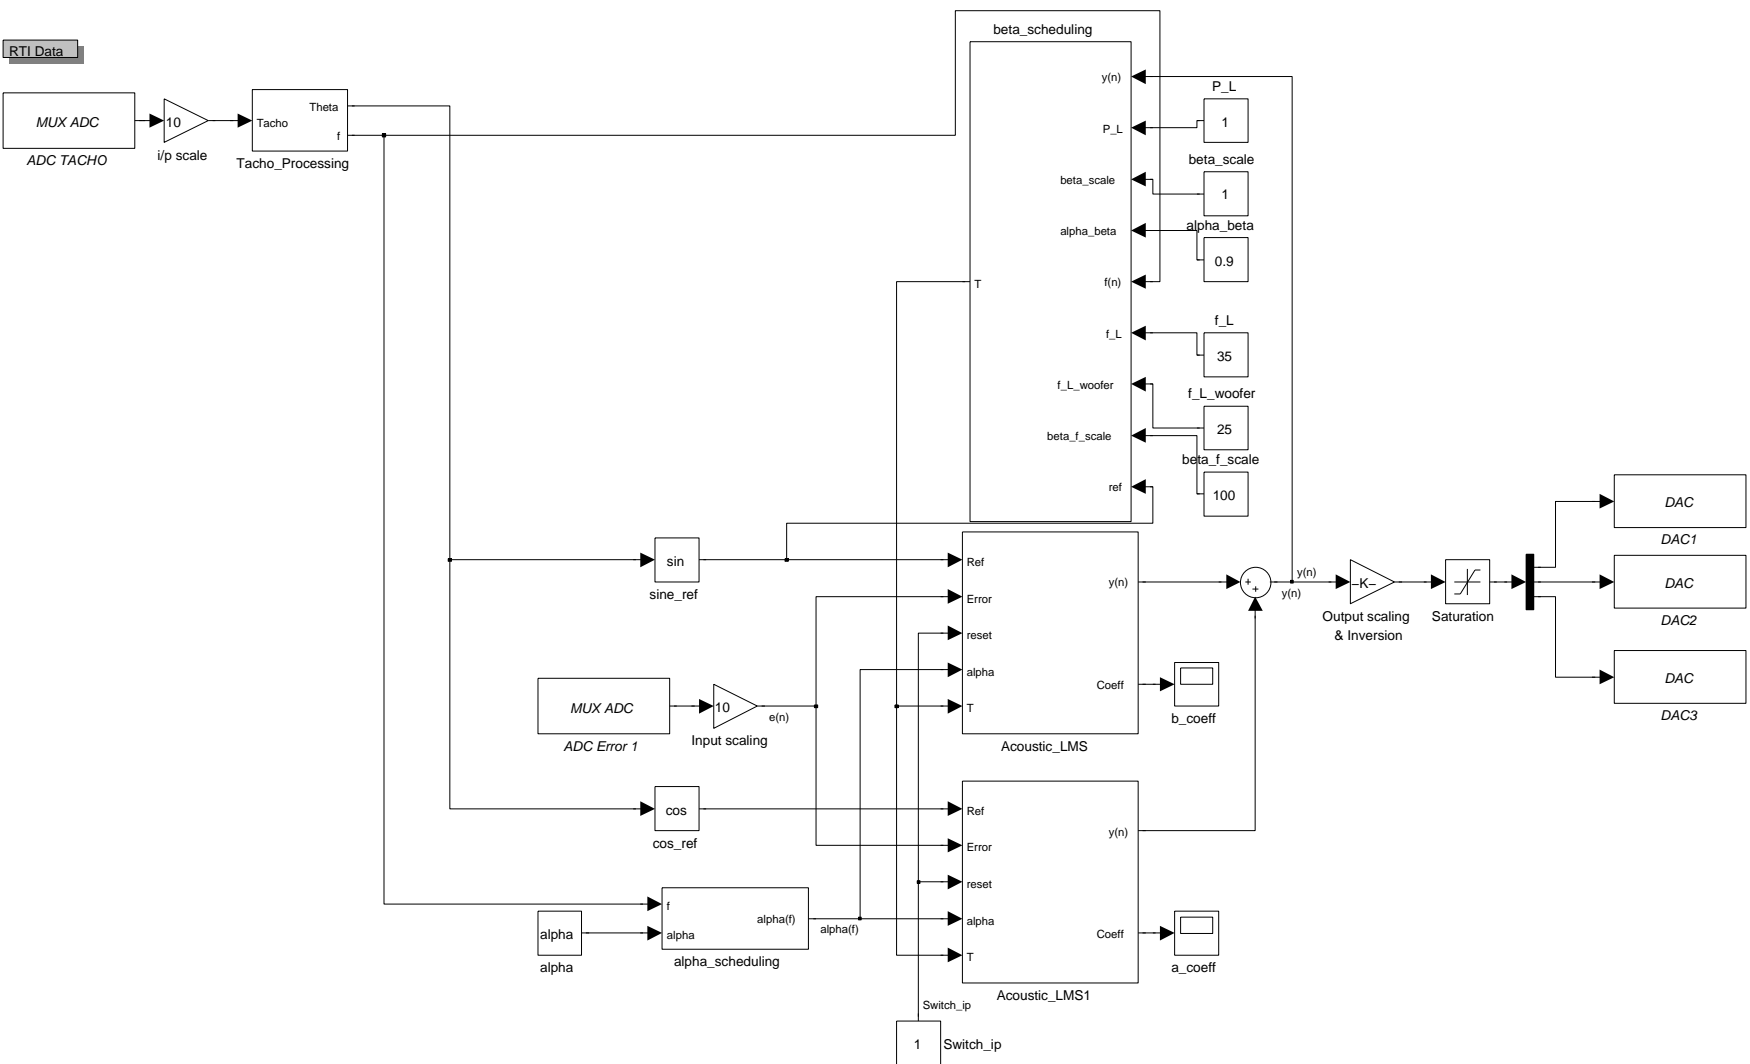 RTI Data
MUX ADC
ADC TACHO
10
i/p scale
Tacho
Theta
f
Tacho_Processing
beta_scheduling
y(n)
P_L
beta_scale
alpha_beta
f(n)
f_L
f_L_woofer
beta_f_scale
ref
T
P_L
1
beta_scale
1
alpha_beta
0.9
f_L
35
f_L_woofer
25
beta_f_scale
100
sin
sine_ref
MUX ADC
ADC Error 1
10
Input scaling
e(n)
cos
cos_ref
alpha
alpha
f
alpha
alpha(f)
alpha_scheduling
alpha(f)
Ref
Error
reset
alpha
T
y(n)
Coeff
Acoustic_LMS
b_coeff
Ref
Error
reset
alpha
T
y(n)
Coeff
Acoustic_LMS1
a_coeff
Switch_ip
1
Switch_ip
+
+
y(n)
y(n)
−K−
Output scaling
& Inversion
Saturation
DAC
DAC1
DAC
DAC2
DAC
DAC3